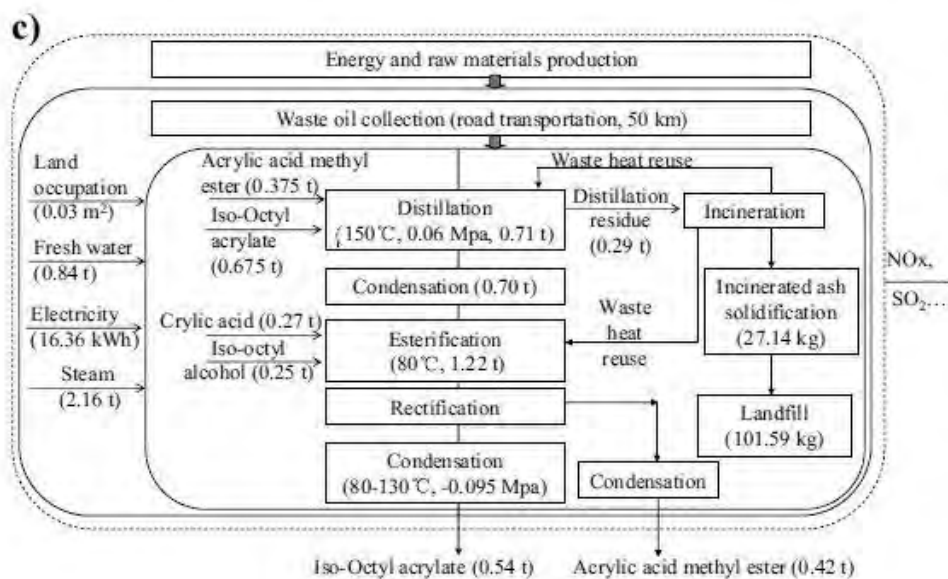 c)
Energy and raw materials production
Waste oil collection (road transportation, 50 km)
Land
occupation
(0.03 m²)
Fresh water
(0.84 t)
Electricity
(16.36 kWh)
Steam
(2.16 t)
Acrylic acid methyl
ester (0.375 t)
Iso-Octyl
acrylate
(0.675 t)
Distillation
(150℃, 0.06 Mpa, 0.71 t)
Waste heat reuse
Distillation
residue
(0.29 t)
Incineration
Condensation (0.70 t)
Crylic acid (0.27 t)
Iso-octyl
alcohol (0.25 t)
Esterification
(80℃, 1.22 t)
Waste
heat
reuse
Incinerated ash
solidification
(27.14 kg)
Rectification
Landfill
(101.59 kg)
Condensation
(80-130℃, -0.095 Mpa)
Condensation
NOx,
SO₂…
Iso-Octyl acrylate (0.54 t)
Acrylic acid methyl ester (0.42 t)